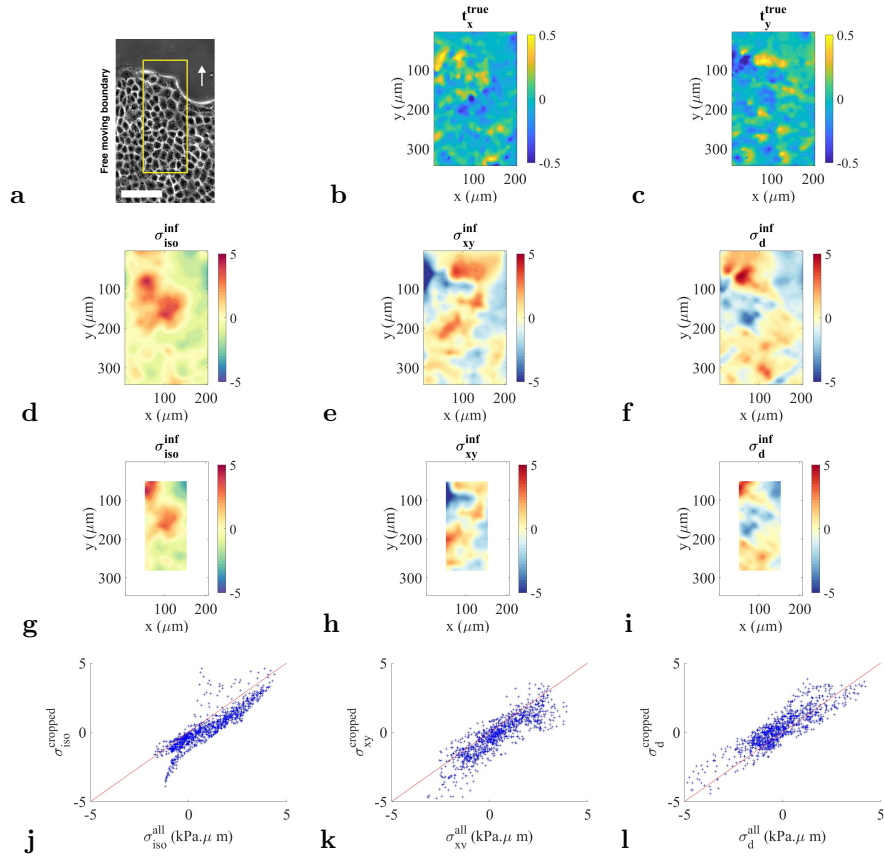 Free moving boundary
a
t_x^true
y (μm)
100
200
300
100 200
x (μm)
0.5
0
-0.5
b
t_y^true
y (μm)
100
200
300
100 200
x (μm)
0.5
0
-0.5
c
σ_iso^inf
y (μm)
100
200
300
100 200
x (μm)
5
0
-5
d
σ_xy^inf
y (μm)
100
200
300
100 200
x (μm)
5
0
-5
e
σ_d^inf
y (μm)
100
200
300
100 200
x (μm)
5
0
-5
f
σ_iso^inf
y (μm)
100
200
300
100 200
x (μm)
5
0
-5
g
σ_xy^inf
y (μm)
100
200
300
100 200
x (μm)
5
0
-5
h
σ_d^inf
y (μm)
100
200
300
100 200
x (μm)
5
0
-5
i
σ_iso^cropped
5
0
-5
-5 0 5
σ_iso^all (kPa.μ m)
j
σ_xy^cropped
5
0
-5
-5 0 5
σ_xy^all (kPa.μ m)
k
σ_d^cropped
5
0
-5
-5 0 5
σ_d^all (kPa.μ m)
l